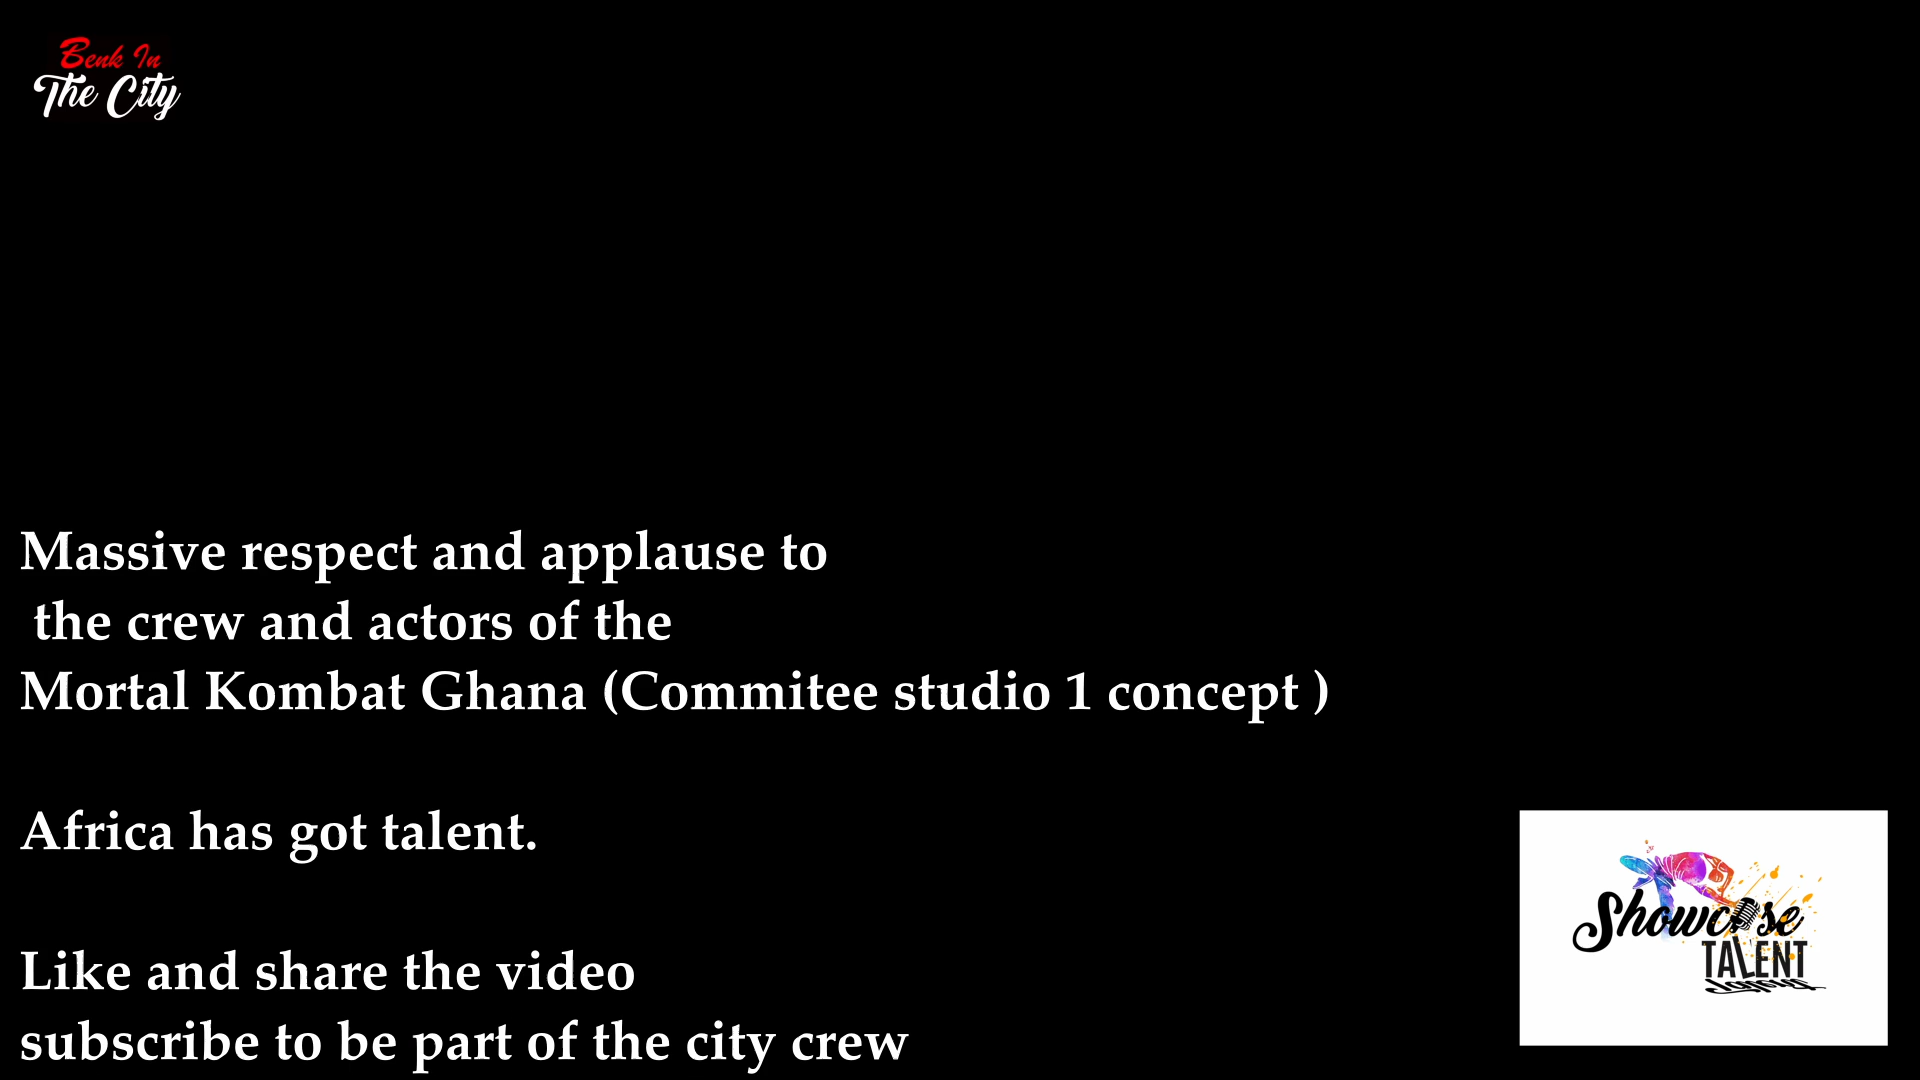 Benk In
The City
Massive respect and applause to
the crew and actors of the
Mortal Kombat Ghana (Commitee studio 1 concept )
Africa has got talent.
Like and share the video
subscribe to be part of the city crew
Showcase
TALENT